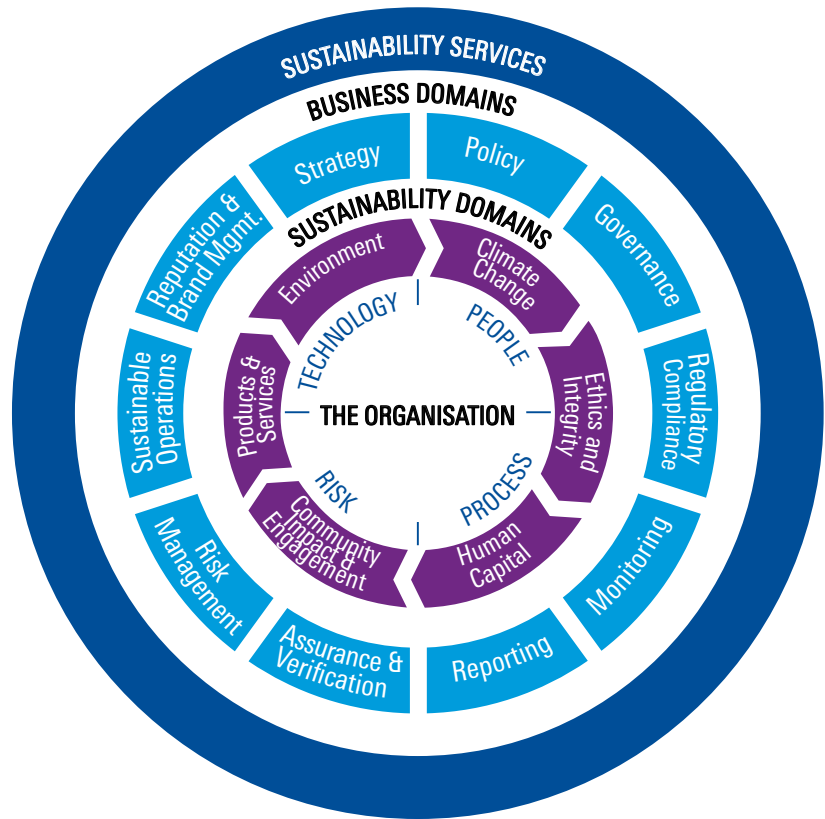 SUSTAINABILITY SERVICES
BUSINESS DOMAINS
Strategy
Policy
Governance
Regulatory
Compliance
Monitoring
Reporting
Assurance &
Verification
Risk
Management
Sustainable
Operations
Reputation &
Brand Mgmt.
SUSTAINABILITY DOMAINS
Environment
Climate
Change
Ethics and
Integrity
Human
Capital
Community
Impact &
Engagement
Products &
Services
TECHNOLOGY
PEOPLE
THE ORGANISATION
RISK
PROCESS